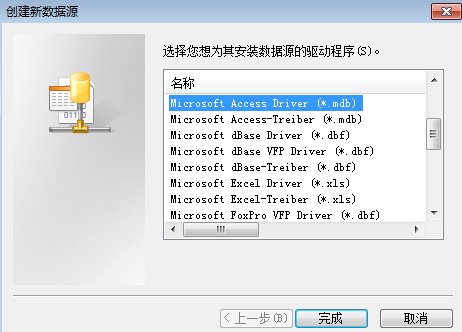 创建新数据源
选择您想为其安装数据源的驱动程序(S)。
名称
Microsoft Access Driver (*.mdb)
Microsoft Access-Treiber (*.mdb)
Microsoft dBase Driver (*.dbf)
Microsoft dBase VFP Driver (*.dbf)
Microsoft dBase-Treiber (*.dbf)
Microsoft Excel Driver (*.xls)
Microsoft Excel-Treiber (*.xls)
Microsoft FoxPro VFP Driver (*.dbf)
01110
< 上一步(B)
完成
取消